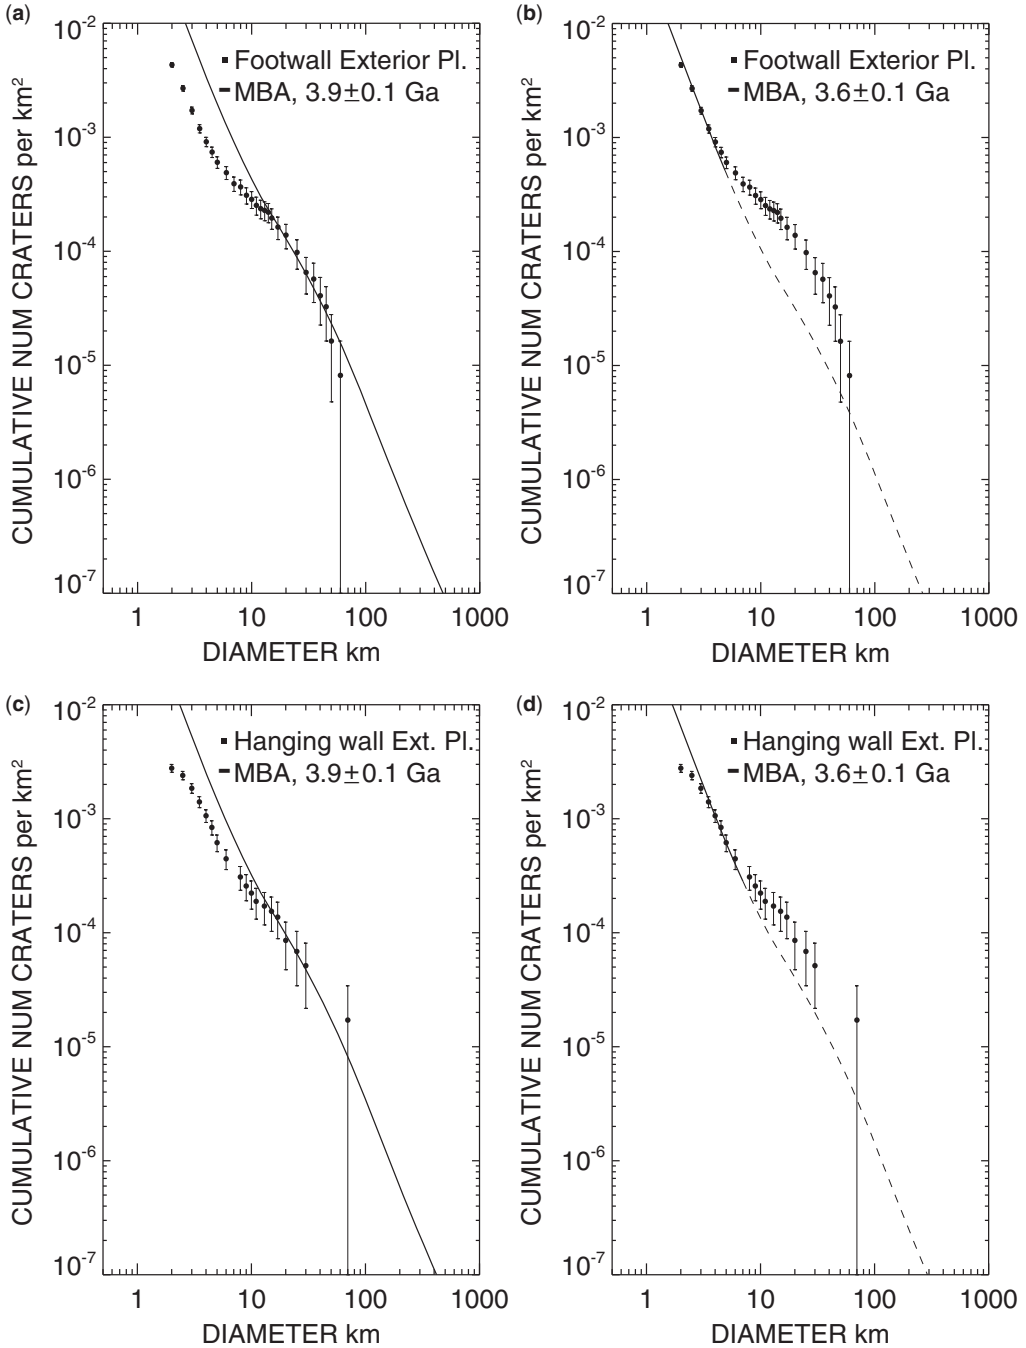 (a)
10-2
10-3
10-4
10-5
10-6
10-7
CUMULATIVE NUM CRATERS per km2
Footwall Exterior Pl.
MBA, 3.9±0.1 Ga
1 10 100 1000
DIAMETER km
(b)
10-2
10-3
10-4
10-5
10-6
10-7
CUMULATIVE NUM CRATERS per km2
Footwall Exterior Pl.
MBA, 3.6±0.1 Ga
1 10 100 1000
DIAMETER km
(c)
10-2
10-3
10-4
10-5
10-6
10-7
CUMULATIVE NUM CRATERS per km2
Hanging wall Ext. Pl.
MBA, 3.9±0.1 Ga
1 10 100 1000
DIAMETER km
(d)
10-2
10-3
10-4
10-5
10-6
10-7
CUMULATIVE NUM CRATERS per km2
Hanging wall Ext. Pl.
MBA, 3.6±0.1 Ga
1 10 100 1000
DIAMETER km